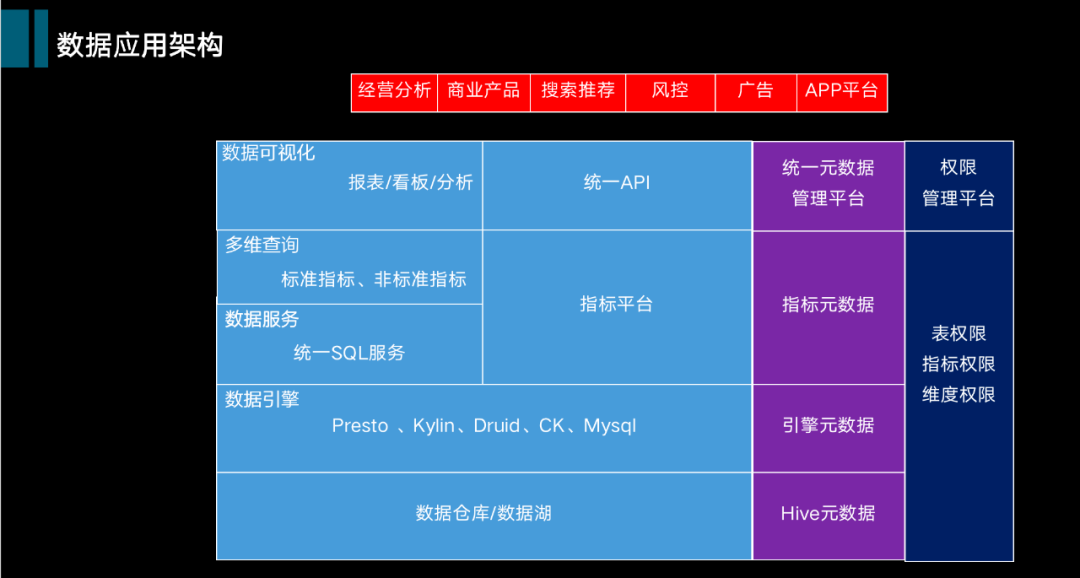 数据应用架构
经营分析
商业产品
搜索推荐
风控
广告
APP平台
数据可视化
报表/看板/分析
统一API
统一元数据
管理平台
权限
管理平台
多维查询
标准指标、非标准指标
数据服务
统一SQL服务
指标平台
指标元数据
表权限
指标权限
维度权限
数据引擎
Presto 、Kylin、Druid、CK、Mysql
引擎元数据
数据仓库/数据湖
Hive元数据